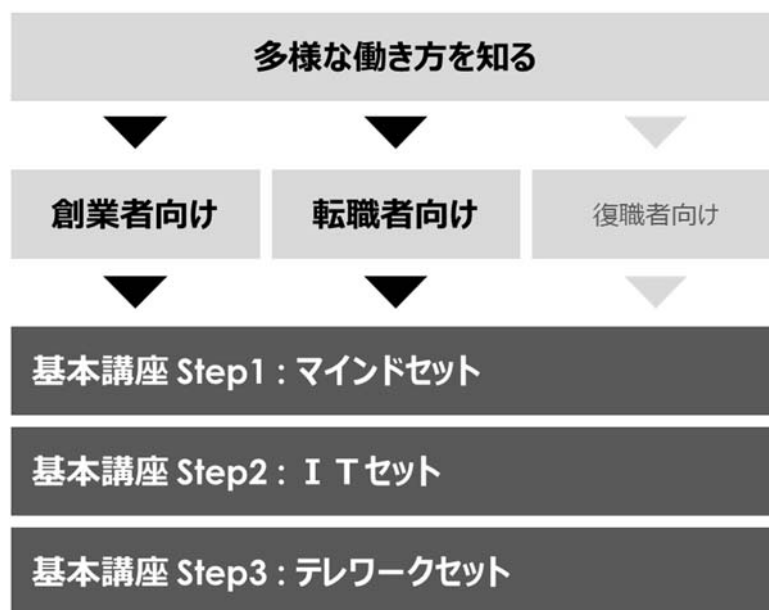 多様な働き方を知る
創業者向け
転職者向け
復職者向け
基本講座 Step1 : マインドセット
基本講座 Step2 : ＩＴセット
基本講座 Step3 : テレワークセット